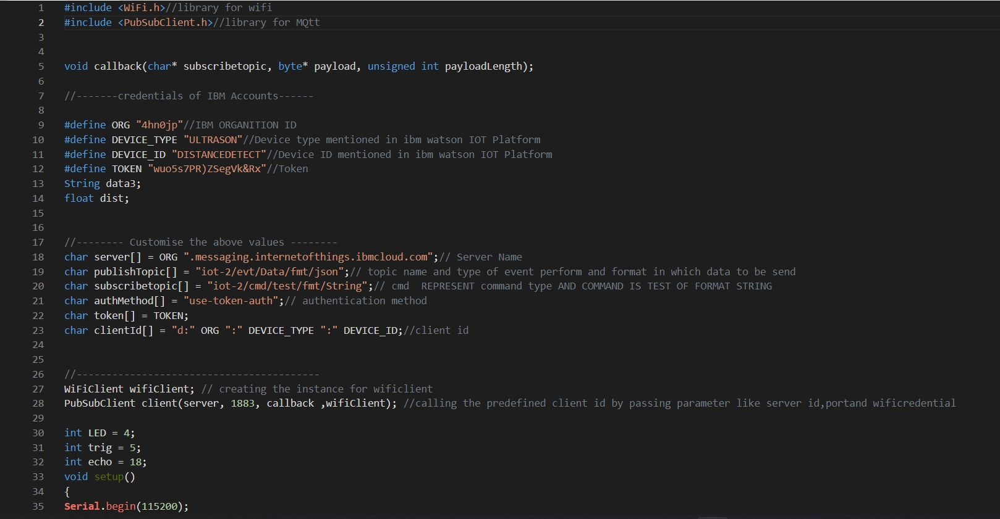 1 #include <WiFi.h>//library for wifi
2 #include <PubSubClient.h>//library for MQtt
3
4
5 void callback(char* subscribetopic, byte* payload, unsigned int payloadLength);
6
7 //-------credentials of IBM Accounts------
8
9 #define ORG "4hn0jp"//IBM ORGANITION ID
10 #define DEVICE_TYPE "ULTRASON"//Device type mentioned in ibm watson IOT Platform
11 #define DEVICE_ID "DISTANCEDETECT"//Device ID mentioned in ibm watson IOT Platform
12 #define TOKEN "wuo5s7PR)ZSegVk&Rx"//Token
13 String data3;
14 float dist;
15
16
17 //-------- Customise the above values --------
18 char server[] = ORG ".messaging.internetofthings.ibmcloud.com";// Server Name
19 char publishTopic[] = "iot-2/evt/Data/fmt/json";// topic name and type of event perform and format in which data to be send
20 char subscribetopic[] = "iot-2/cmd/test/fmt/String";// cmd  REPRESENT command type AND COMMAND IS TEST OF FORMAT STRING
21 char authMethod[] = "use-token-auth";// authentication method
22 char token[] = TOKEN;
23 char clientId[] = "d:" ORG ":" DEVICE_TYPE ":" DEVICE_ID;//client id
24
25
26 //-----------------------------------------
27 WiFiClient wifiClient; // creating the instance for wificlient
28 PubSubClient client(server, 1883, callback ,wifiClient); //calling the predefined client id by passing parameter like server id,portand wificredential
29
30 int LED = 4;
31 int trig = 5;
32 int echo = 18;
33 void setup()
34 {
35 Serial.begin(115200);